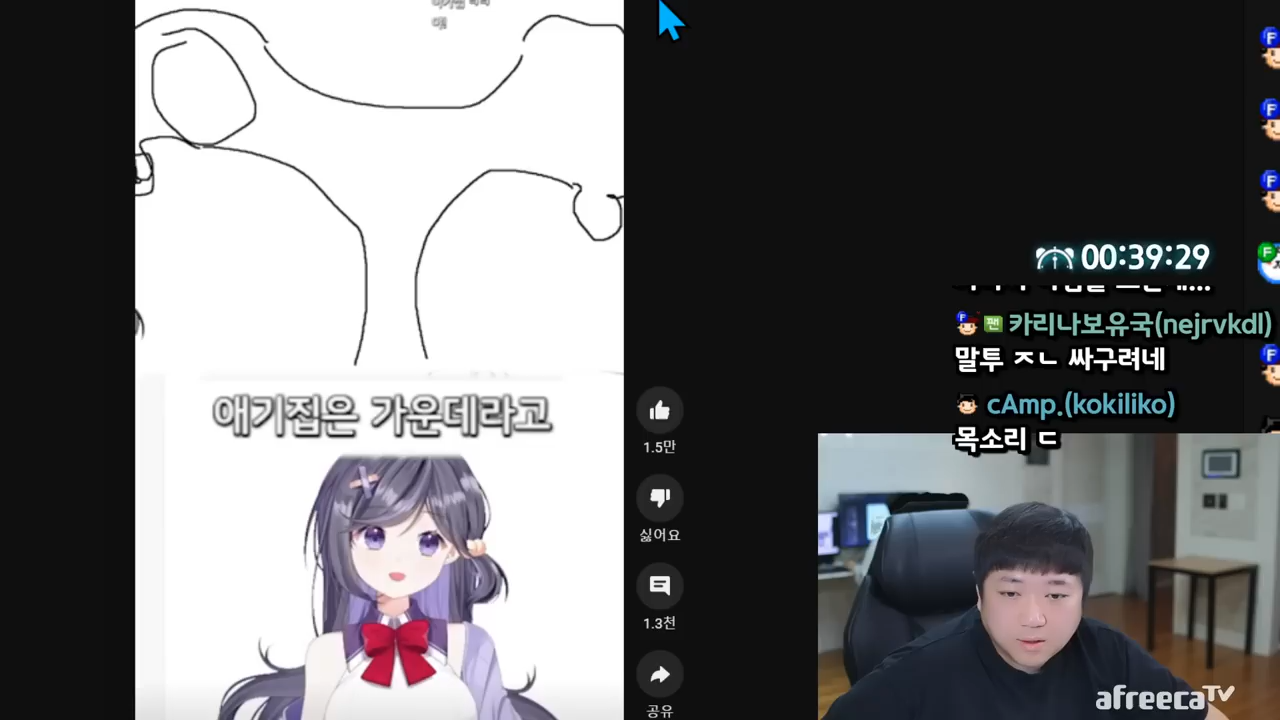 00:39:29
카리나보유국(nejrvkdl)
말투 ㅈㄴ 싸구려네
cAmp.(kokiliko)
목소리 ㄷ
애기집은 가운데라고
1.5만
싫어요
1.3천
공유
afreecaTV